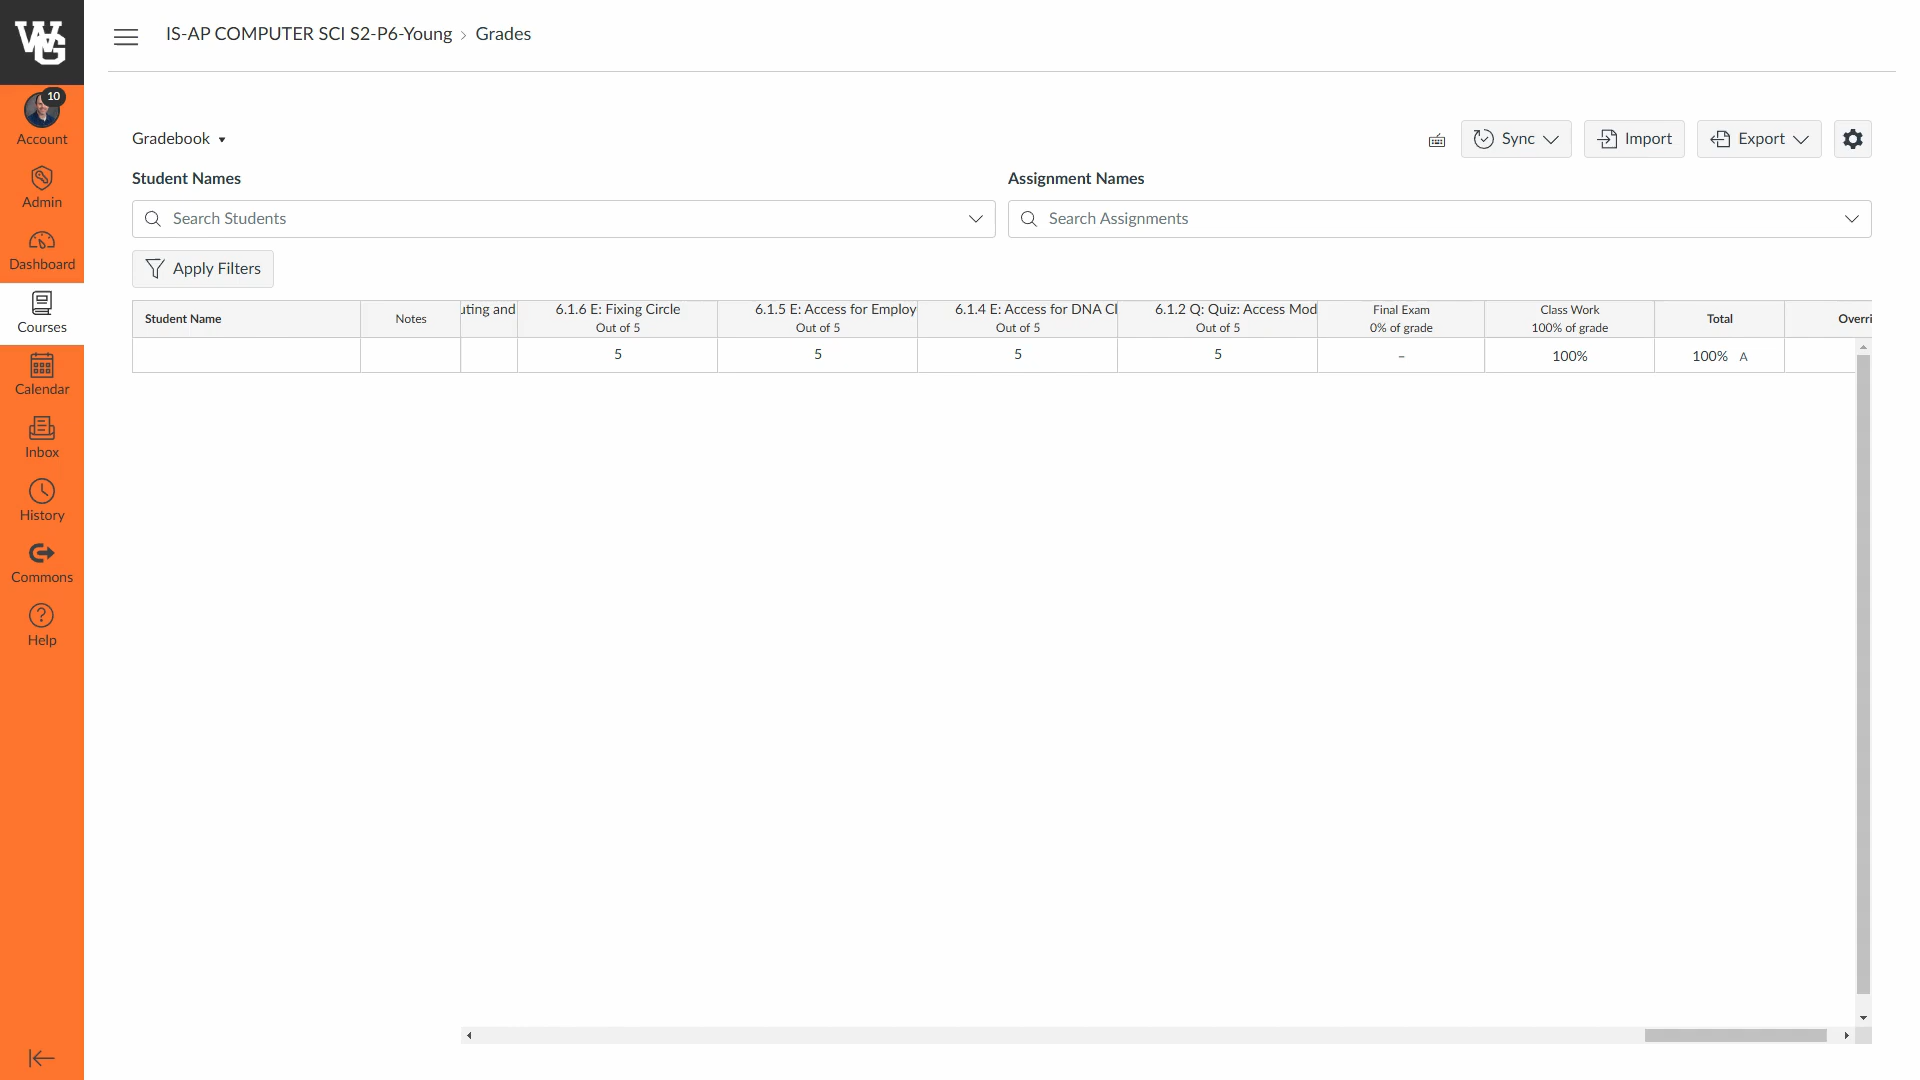 WG
IS-AP COMPUTER SCI S2-P6-Young › Grades
10
Account
Admin
Dashboard
Courses
Calendar
Inbox
History
Commons
Help
Gradebook
Sync
Import
Export
Student Names
Assignment Names
Search Students
Search Assignments
Apply Filters
Student Name
Notes
uting and
6.1.6 E: Fixing Circle
Out of 5
6.1.5 E: Access for Employ
Out of 5
6.1.4 E: Access for DNA Cl
Out of 5
6.1.2 Q: Quiz: Access Mod
Out of 5
Final Exam
0% of grade
Class Work
100% of grade
Total
Overri
5
5
5
5
–
100%
100% A